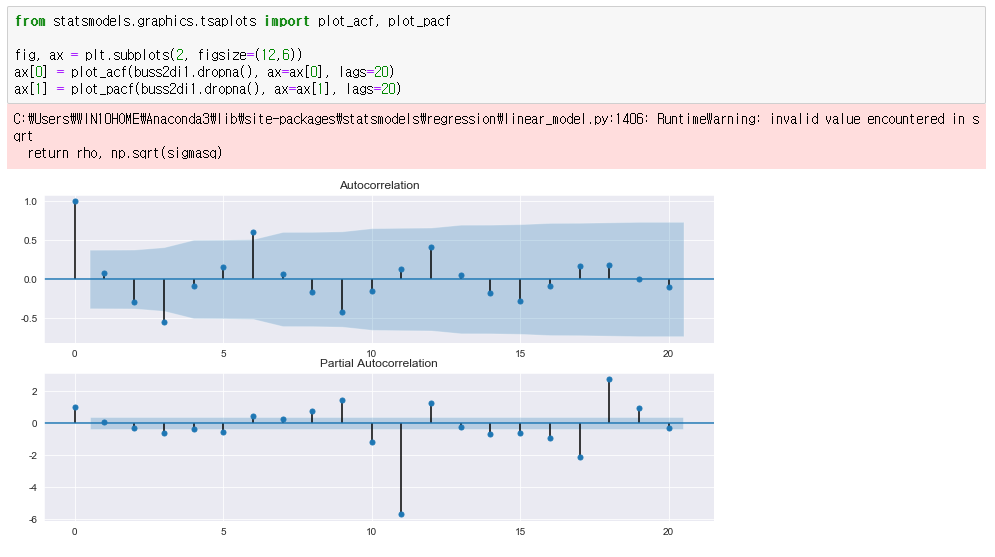 from statsmodels.graphics.tsaplots import plot_acf, plot_pacf
fig, ax = plt.subplots(2, figsize=(12,6))
ax[0] = plot_acf(buss2di1.dropna(), ax=ax[0], lags=20)
ax[1] = plot_pacf(buss2di1.dropna(), ax=ax[1], lags=20)
C:₩Users₩WIN10HOME₩Anaconda3₩lib₩site-packages₩statsmodels₩regression₩linear_model.py:1406: RuntimeWarning: invalid value encountered in s
qrt
return rho, np.sqrt(sigmasq)
Autocorrelation
1.0
0.5
0.0
-0.5
0 5 10 15 20
Partial Autocorrelation
2
0
-2
-4
-6
0 5 10 15 20